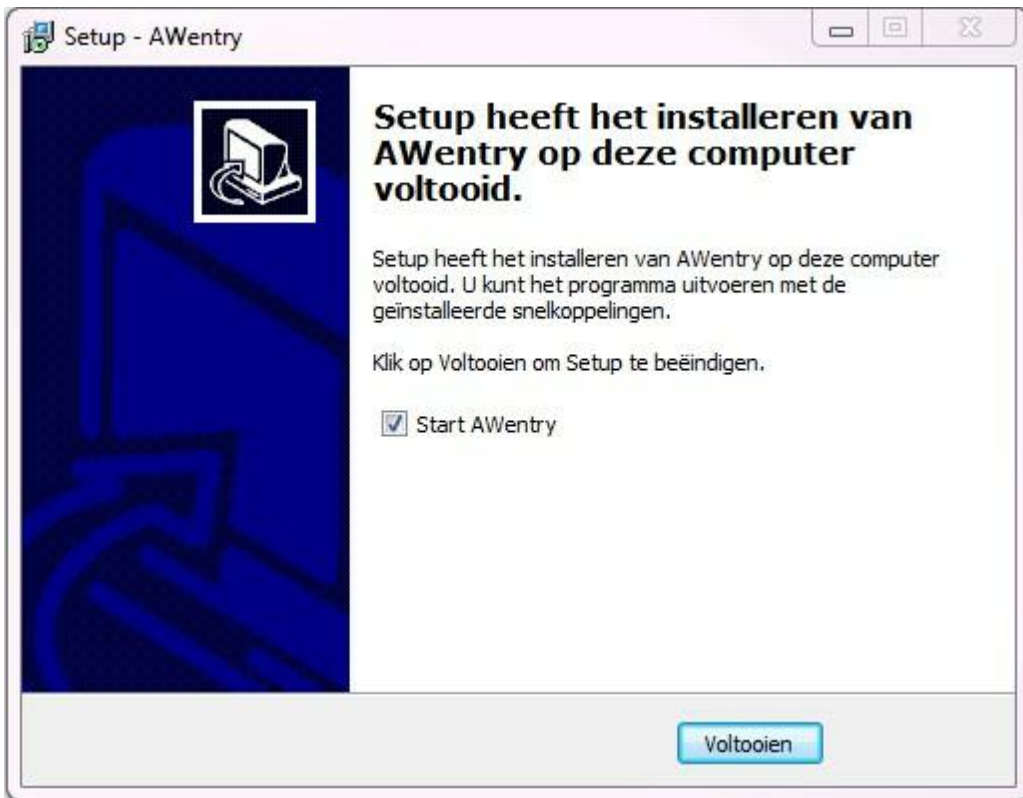 Setup - AWentry
Setup heeft het installeren van
AWentry op deze computer
voltooid.
Setup heeft het installeren van AWentry op deze computer
voltooid. U kunt het programma uitvoeren met de
geïnstalleerde snelkoppelingen.
Klik op Voltooien om Setup te beëindigen.
Start AWentry
Voltooien